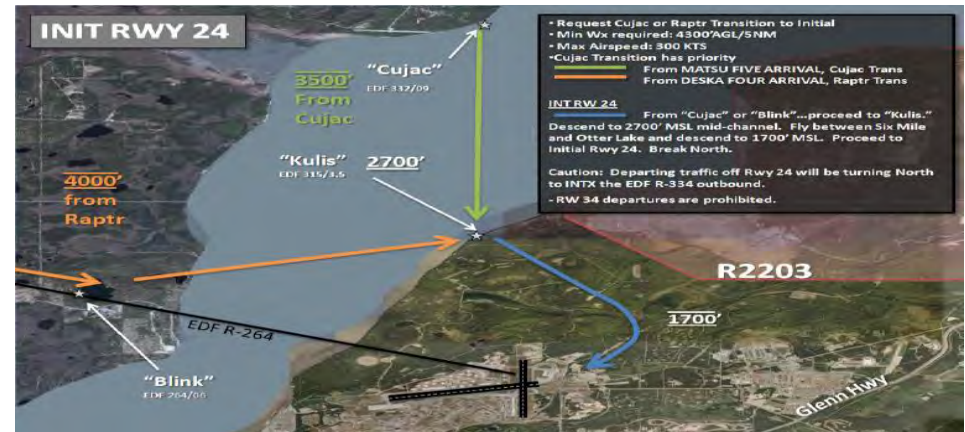 INIT RWY 24
• Request Cujac or Raptr Transition to Initial
• Min Wx required: 4300'AGL/5NM
• Max Airspeed: 300 KTS
•Cujac Transition has priority
From MATSU FIVE ARRIVAL, Cujac Trans
From DESKA FOUR ARRIVAL, Raptr Trans
INT RW 24
From "Cujac" or "Blink"...proceed to "Kulis."
Descend to 2700' MSL mid-channel. Fly between Six Mile
and Otter Lake and descend to 1700' MSL. Proceed to
Initial Rwy 24. Break North.
Caution: Departing traffic off Rwy 24 will be turning North
to INTX the EDF R-334 outbound.
- RW 34 departures are prohibited.
"Cujac"
EDF 332/09
3500'
From
Cujac
"Kulis"
EDF 315/3.5
2700'
4000'
from
Raptr
R2203
EDF R-264
1700'
"Blink"
EDF 264/06
Glenn Hwy